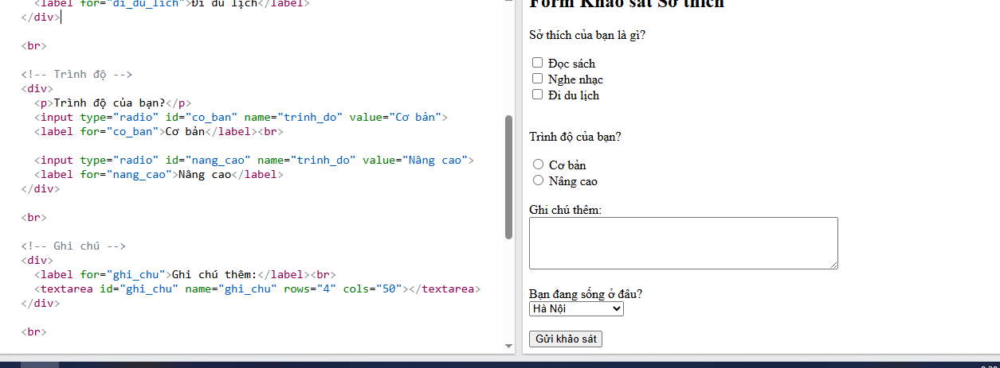 <label for="di_du_lich">Đi du lịch</label>
</div>
<br>
<!-- Trình độ -->
<div>
<p>Trình độ của bạn?</p>
<input type="radio" id="co_ban" name="trinh_do" value="Cơ bản">
<label for="co_ban">Cơ bản</label><br>
<input type="radio" id="nang_cao" name="trinh_do" value="Nâng cao">
<label for="nang_cao">Nâng cao</label>
</div>
<br>
<!-- Ghi chú -->
<div>
<label for="ghi_chu">Ghi chú thêm:</label><br>
<textarea id="ghi_chu" name="ghi_chu" rows="4" cols="50"></textarea>
</div>
<br>
Form Khảo sát Sở thích
Sở thích của bạn là gì?
Đọc sách
Nghe nhạc
Đi du lịch
Trình độ của bạn?
Cơ bản
Nâng cao
Ghi chú thêm:
Bạn đang sống ở đâu?
Hà Nội
Gửi khảo sát